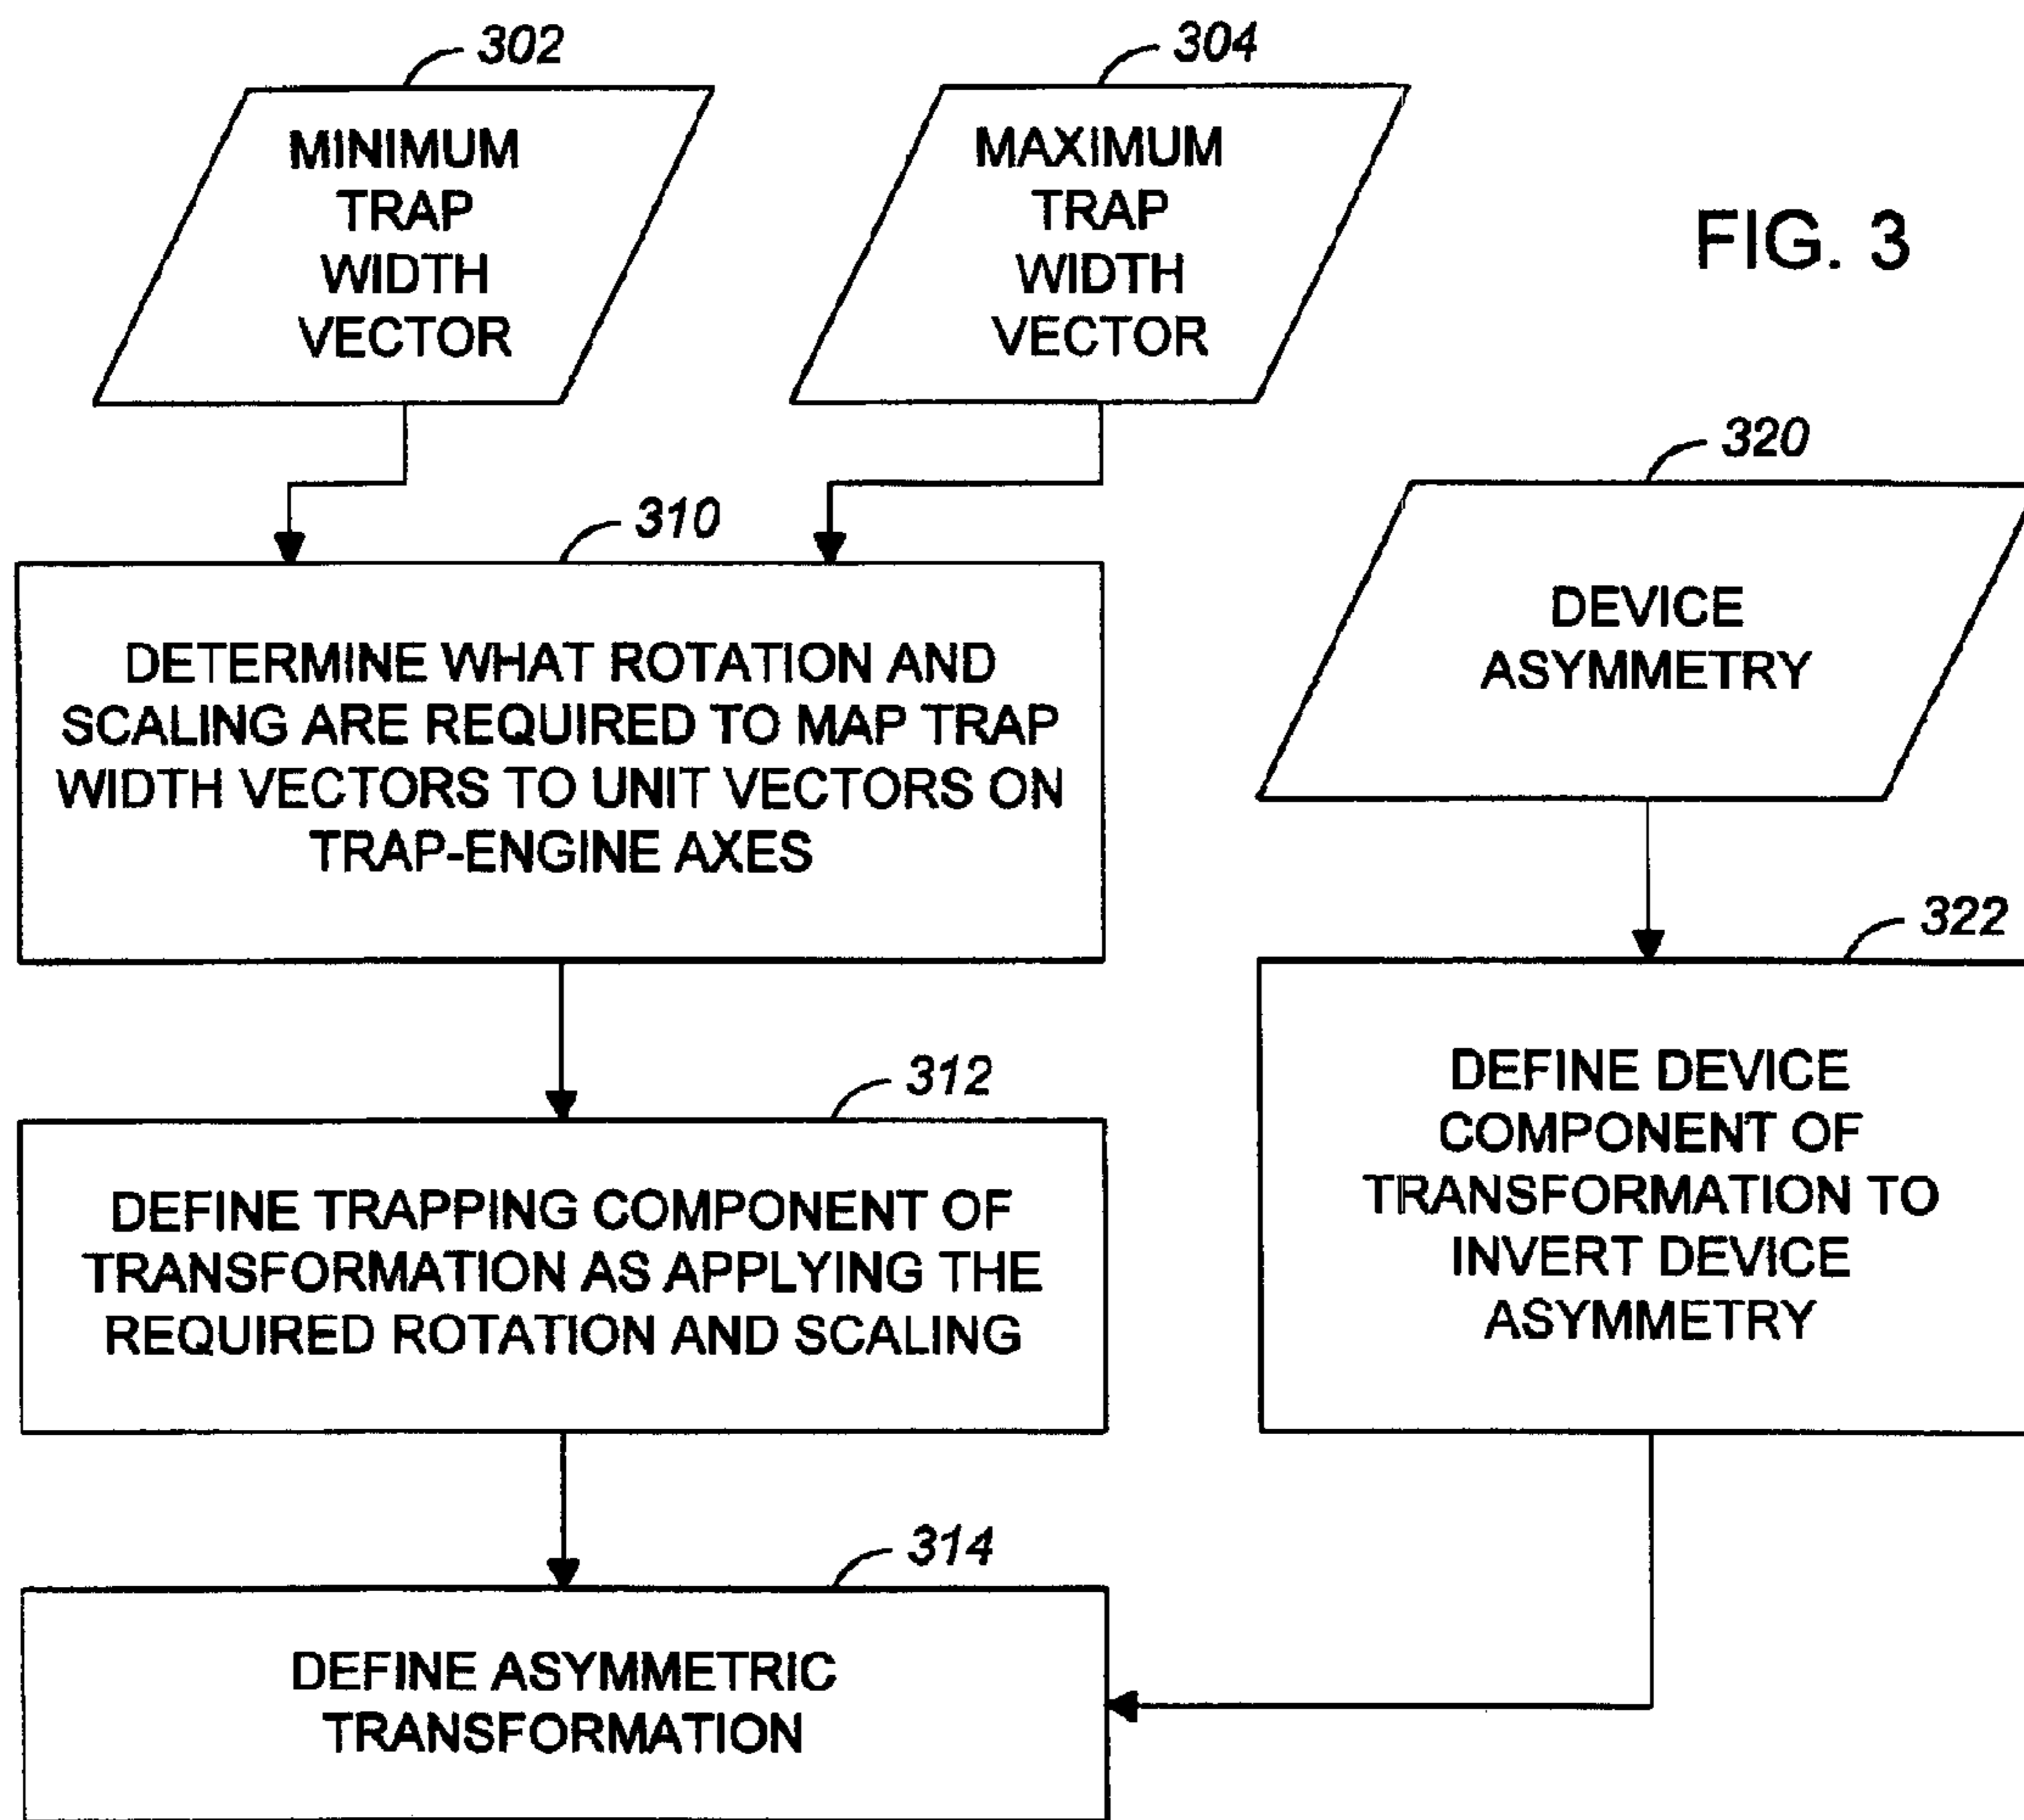 302
MINIMUM
TRAP
WIDTH
VECTOR
304
MAXIMUM
TRAP
WIDTH
VECTOR
FIG. 3
310
DETERMINE WHAT ROTATION AND
SCALING ARE REQUIRED TO MAP TRAP
WIDTH VECTORS TO UNIT VECTORS ON
TRAP-ENGINE AXES
320
DEVICE
ASYMMETRY
312
DEFINE TRAPPING COMPONENT OF
TRANSFORMATION AS APPLYING THE
REQUIRED ROTATION AND SCALING
322
DEFINE DEVICE
COMPONENT OF
TRANSFORMATION TO
INVERT DEVICE
ASYMMETRY
314
DEFINE ASYMMETRIC
TRANSFORMATION